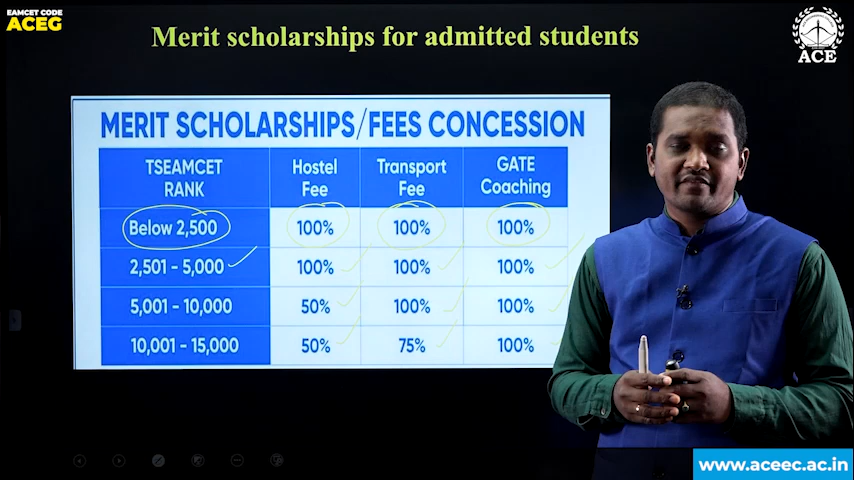 EAMCET CODE
ACEG
Merit scholarships for admitted students
ACE
MERIT SCHOLARSHIPS/FEES CONCESSION
TSEAMCET RANK Hostel Fee Transport Fee GATE Coaching
Below 2,500 100% 100% 100%
2,501 - 5,000 100% 100% 100%
5,001 - 10,000 50% 100% 100%
10,001 - 15,000 50% 75% 100%
www.aceec.ac.in